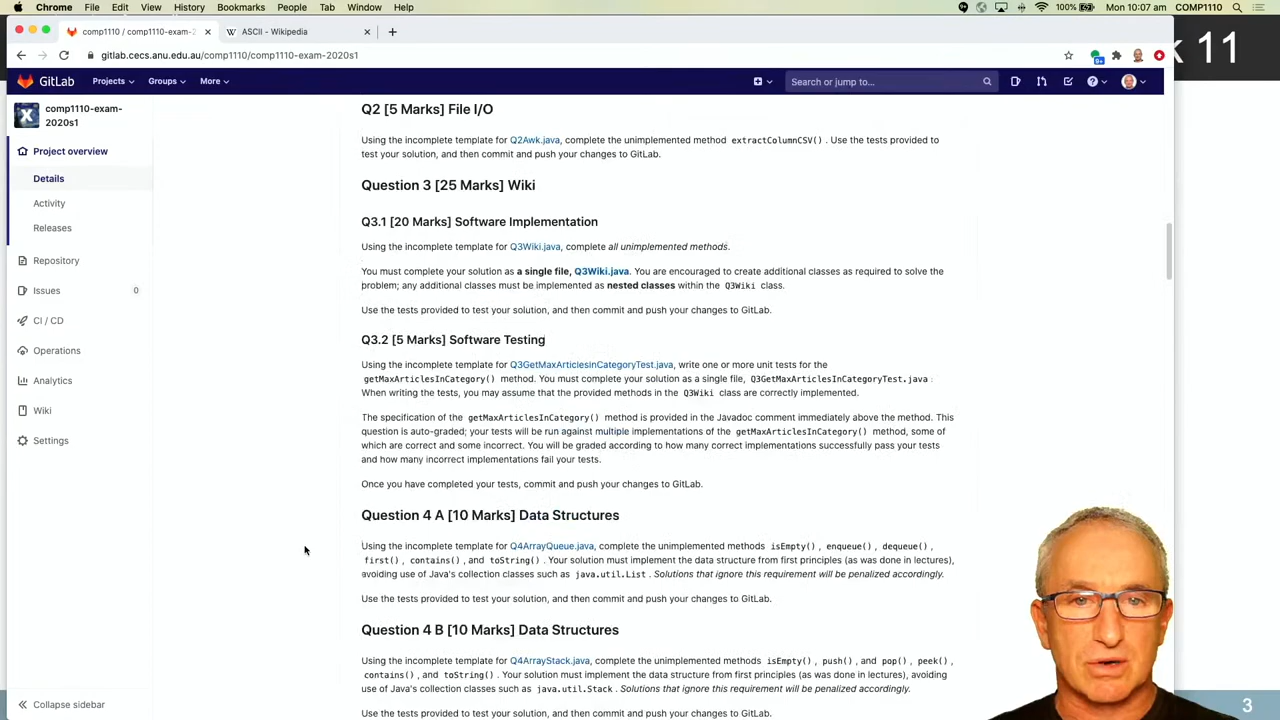 Chrome File Edit View History Bookmarks People Tab Window Help 100% Mon 10:07 am COMP1110
comp1110 / comp1110-exam-2020s1 ASCII - Wikipedia
gitlab.cecs.anu.edu.au/comp1110/comp1110-exam-2020s1
k 11
GitLab Projects Groups More Search or jump to...
comp1110-exam-
2020s1
Project overview
Details
Activity
Releases
Repository
Issues 0
CI / CD
Operations
Analytics
Wiki
Settings
Collapse sidebar
Q2 [5 Marks] File I/O
Using the incomplete template for Q2Awk.java, complete the unimplemented method extractColumnCSV() . Use the tests provided to
test your solution, and then commit and push your changes to GitLab.
Question 3 [25 Marks] Wiki
Q3.1 [20 Marks] Software Implementation
Using the incomplete template for Q3Wiki.java, complete all unimplemented methods.
You must complete your solution as a single file, Q3Wiki.java. You are encouraged to create additional classes as required to solve the
problem; any additional classes must be implemented as nested classes within the Q3Wiki class.
Use the tests provided to test your solution, and then commit and push your changes to GitLab.
Q3.2 [5 Marks] Software Testing
Using the incomplete template for Q3GetMaxArticlesInCategoryTest.java, write one or more unit tests for the
getMaxArticlesInCategory() method. You must complete your solution as a single file, Q3GetMaxArticlesInCategoryTest.java .
When writing the tests, you may assume that the provided methods in the Q3Wiki class are correctly implemented.
The specification of the getMaxArticlesInCategory() method is provided in the Javadoc comment immediately above the method. This
question is auto-graded; your tests will be run against multiple implementations of the getMaxArticlesInCategory() method, some of
which are correct and some incorrect. You will be graded according to how many correct implementations successfully pass your tests
and how many incorrect implementations fail your tests.
Once you have completed your tests, commit and push your changes to GitLab.
Question 4 A [10 Marks] Data Structures
Using the incomplete template for Q4ArrayQueue.java, complete the unimplemented methods isEmpty() , enqueue() , dequeue() ,
first() , contains() , and toString() . Your solution must implement the data structure from first principles (as was done in lectures),
avoiding use of Java's collection classes such as java.util.List . Solutions that ignore this requirement will be penalized accordingly.
Use the tests provided to test your solution, and then commit and push your changes to GitLab.
Question 4 B [10 Marks] Data Structures
Using the incomplete template for Q4ArrayStack.java, complete the unimplemented methods isEmpty() , push() , and pop() , peek() ,
contains() , and toString() . Your solution must implement the data structure from first principles (as was done in lectures), avoiding
use of Java's collection classes such as java.util.Stack . Solutions that ignore this requirement will be penalized accordingly.
Use the tests provided to test your solution, and then commit and push your changes to GitLab.
3